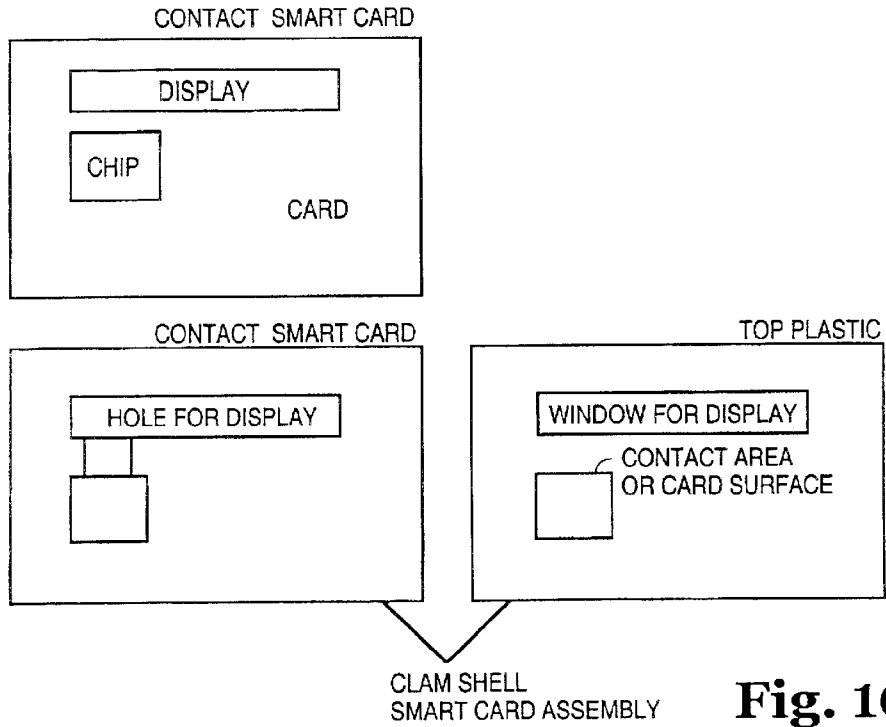 CONTACT SMART CARD
DISPLAY
CHIP
CARD
CONTACT SMART CARD
HOLE FOR DISPLAY
TOP PLASTIC
WINDOW FOR DISPLAY
CONTACT AREA
OR CARD SURFACE
CLAM SHELL
SMART CARD ASSEMBLY
Fig.